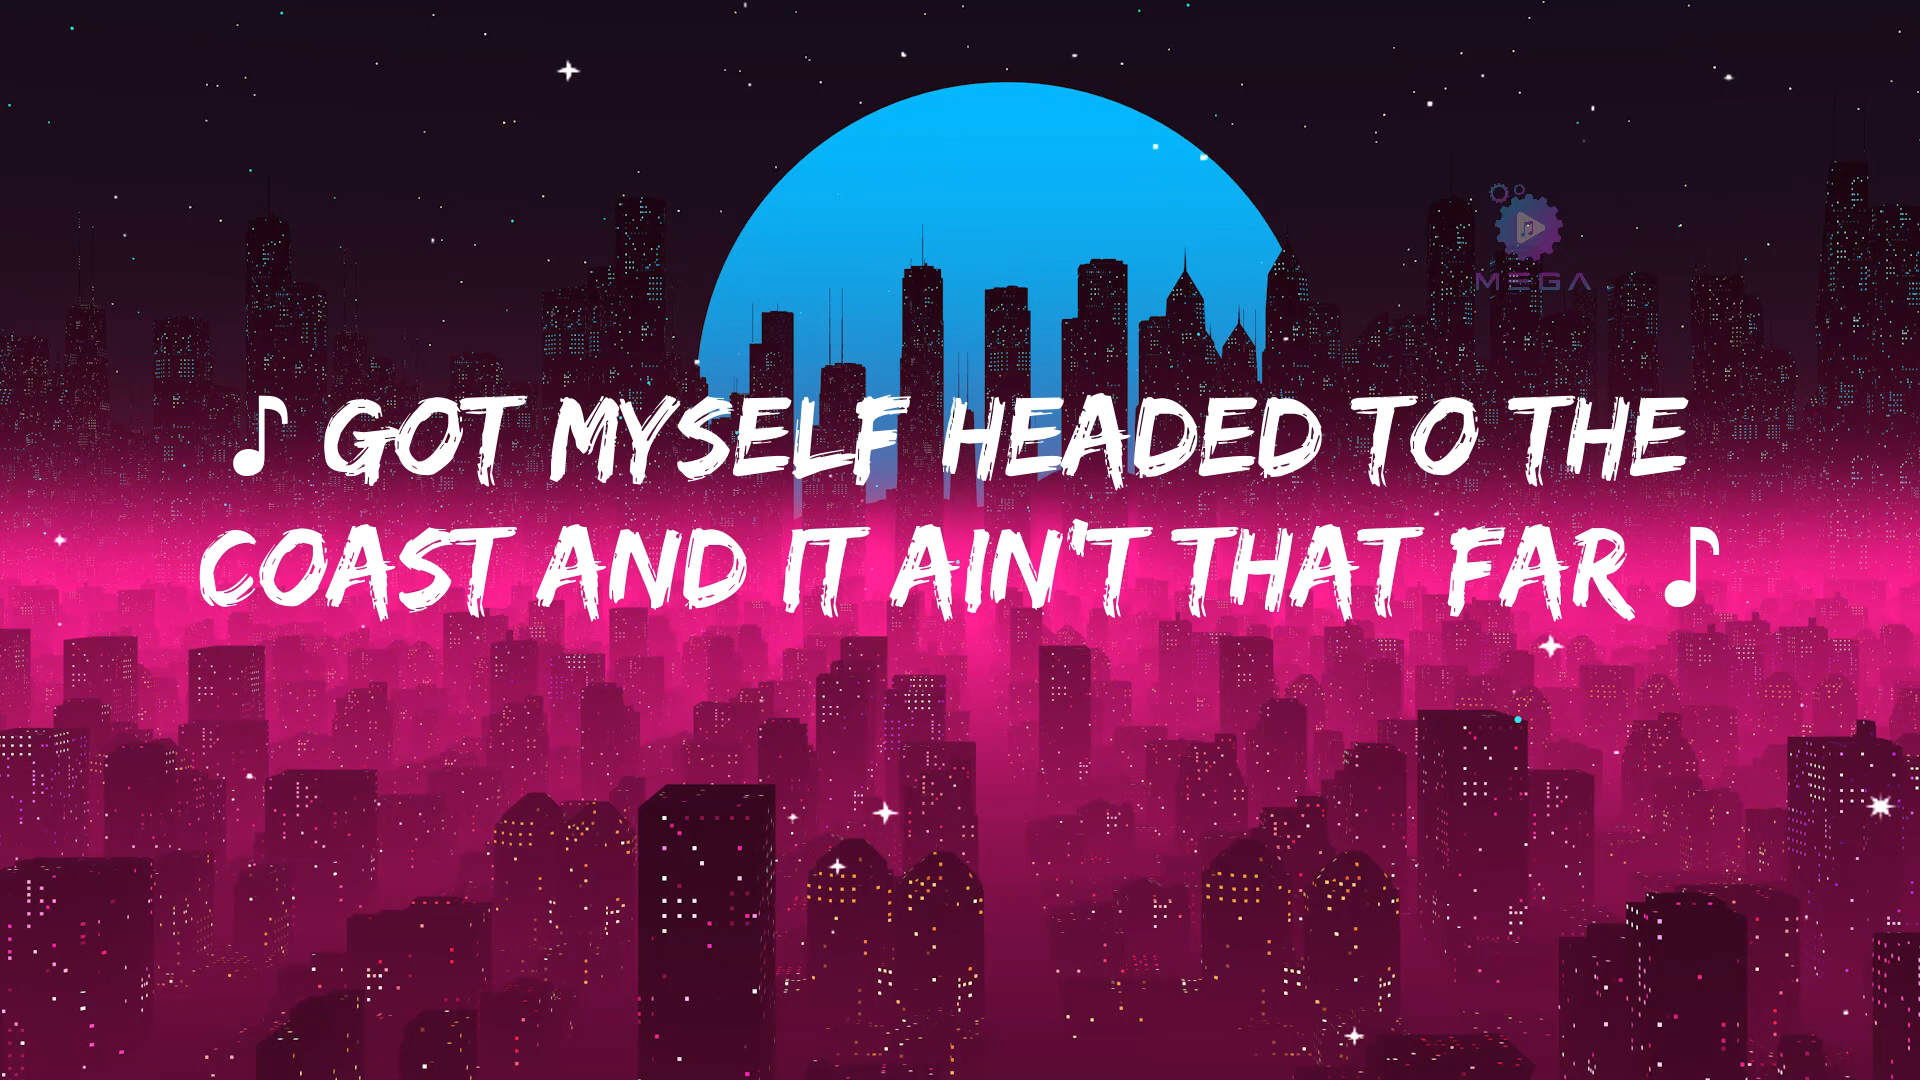 MEGA
♪ GOT MYSELF HEADED TO THE
COAST AND IT AIN'T THAT FAR ♪